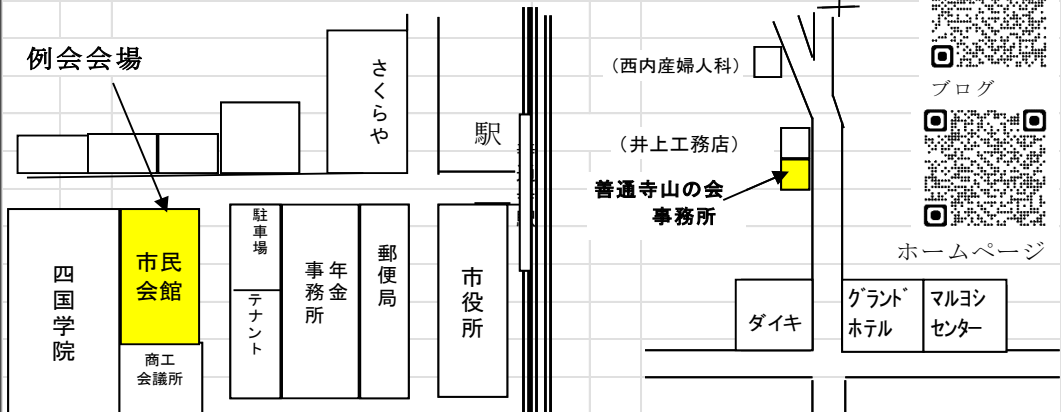 例会会場
さくらや
駅
四国学院
市民
会館
商工
会議所
駐車場
テナント
年金
事務所
郵便局
市役所
（西内産婦人科）
（井上工務店）
善通寺山の会
事務所
ダイキ
グランド
ホテル
マルヨシ
センター
ブログ
ホームページ